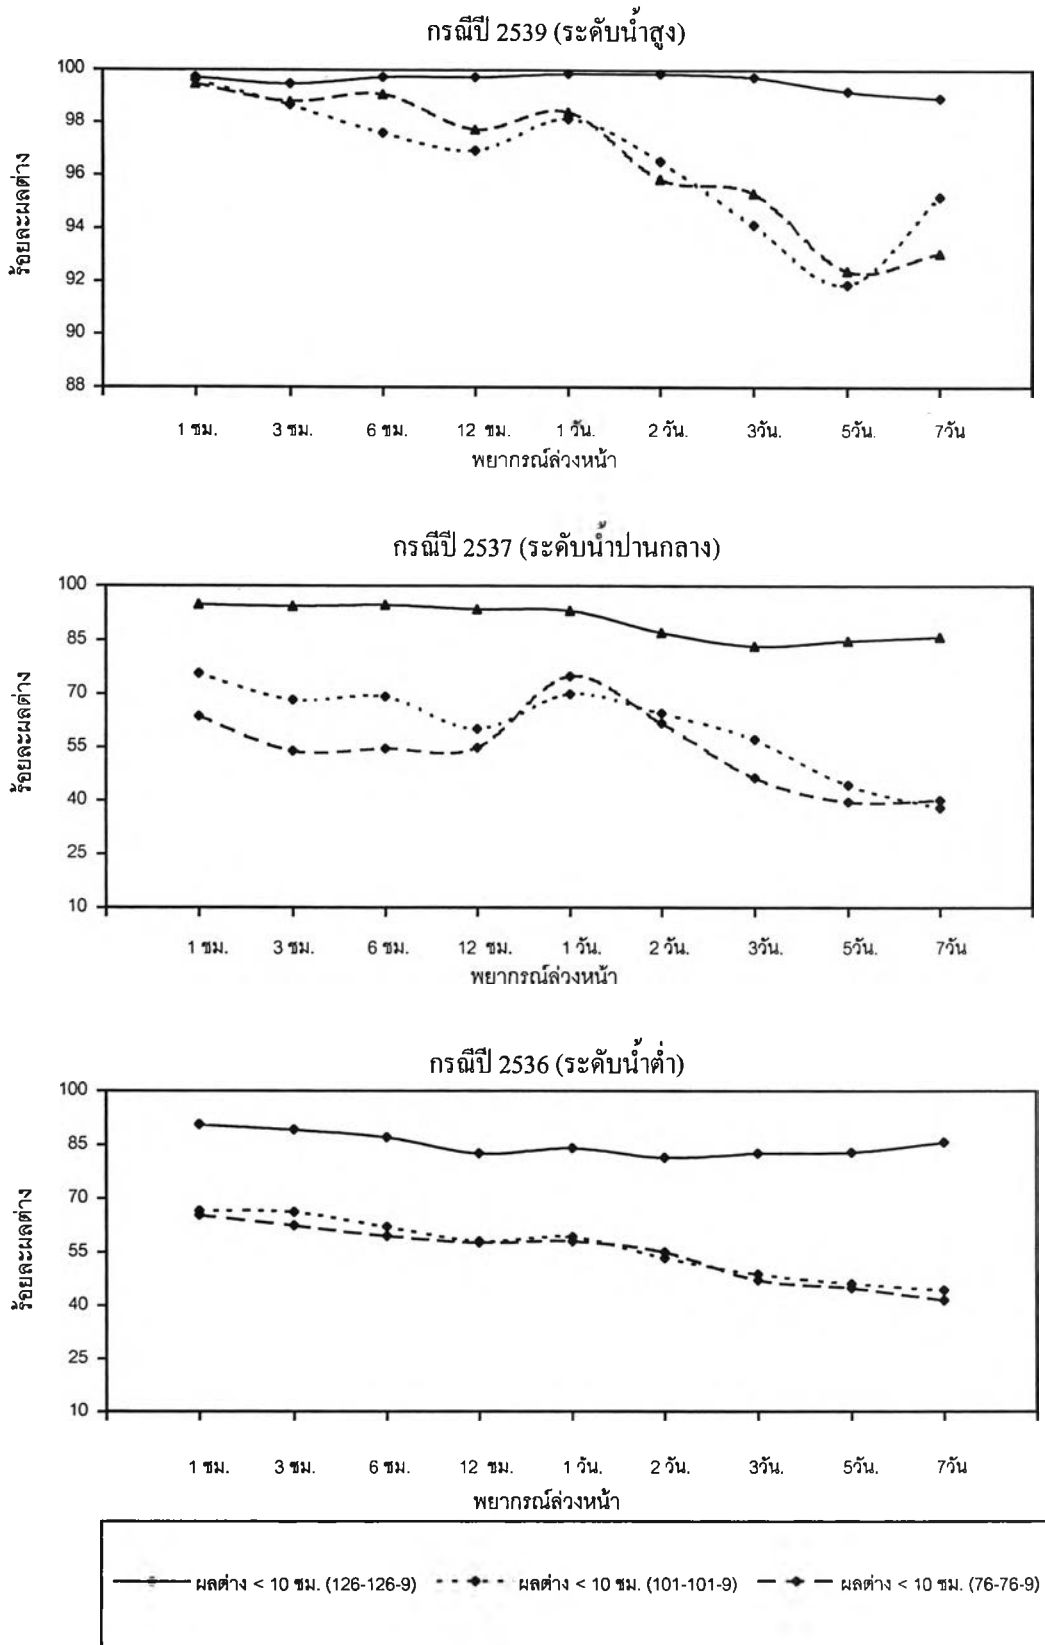 กรณีปี 2539 (ระดับน้ำสูง)
100
98
96
94
92
90
88
ร้อยละผลต่าง
1 ชม. 3 ชม. 6 ชม. 12 ชม. 1 วัน. 2 วัน. 3วัน. 5วัน. 7วัน
พยากรณ์ล่วงหน้า
กรณีปี 2537 (ระดับน้ำปานกลาง)
100
85
70
55
40
25
10
ร้อยละผลต่าง
1 ชม. 3 ชม. 6 ชม. 12 ชม. 1 วัน. 2 วัน. 3วัน. 5วัน. 7วัน
พยากรณ์ล่วงหน้า
กรณีปี 2536 (ระดับน้ำต่ำ)
100
85
70
55
40
25
10
ร้อยละผลต่าง
1 ชม. 3 ชม. 6 ชม. 12 ชม. 1 วัน. 2 วัน. 3วัน. 5วัน. 7วัน
พยากรณ์ล่วงหน้า
ผลต่าง < 10 ซม. (126-126-9) ผลต่าง < 10 ซม. (101-101-9) ผลต่าง < 10 ซม. (76-76-9)